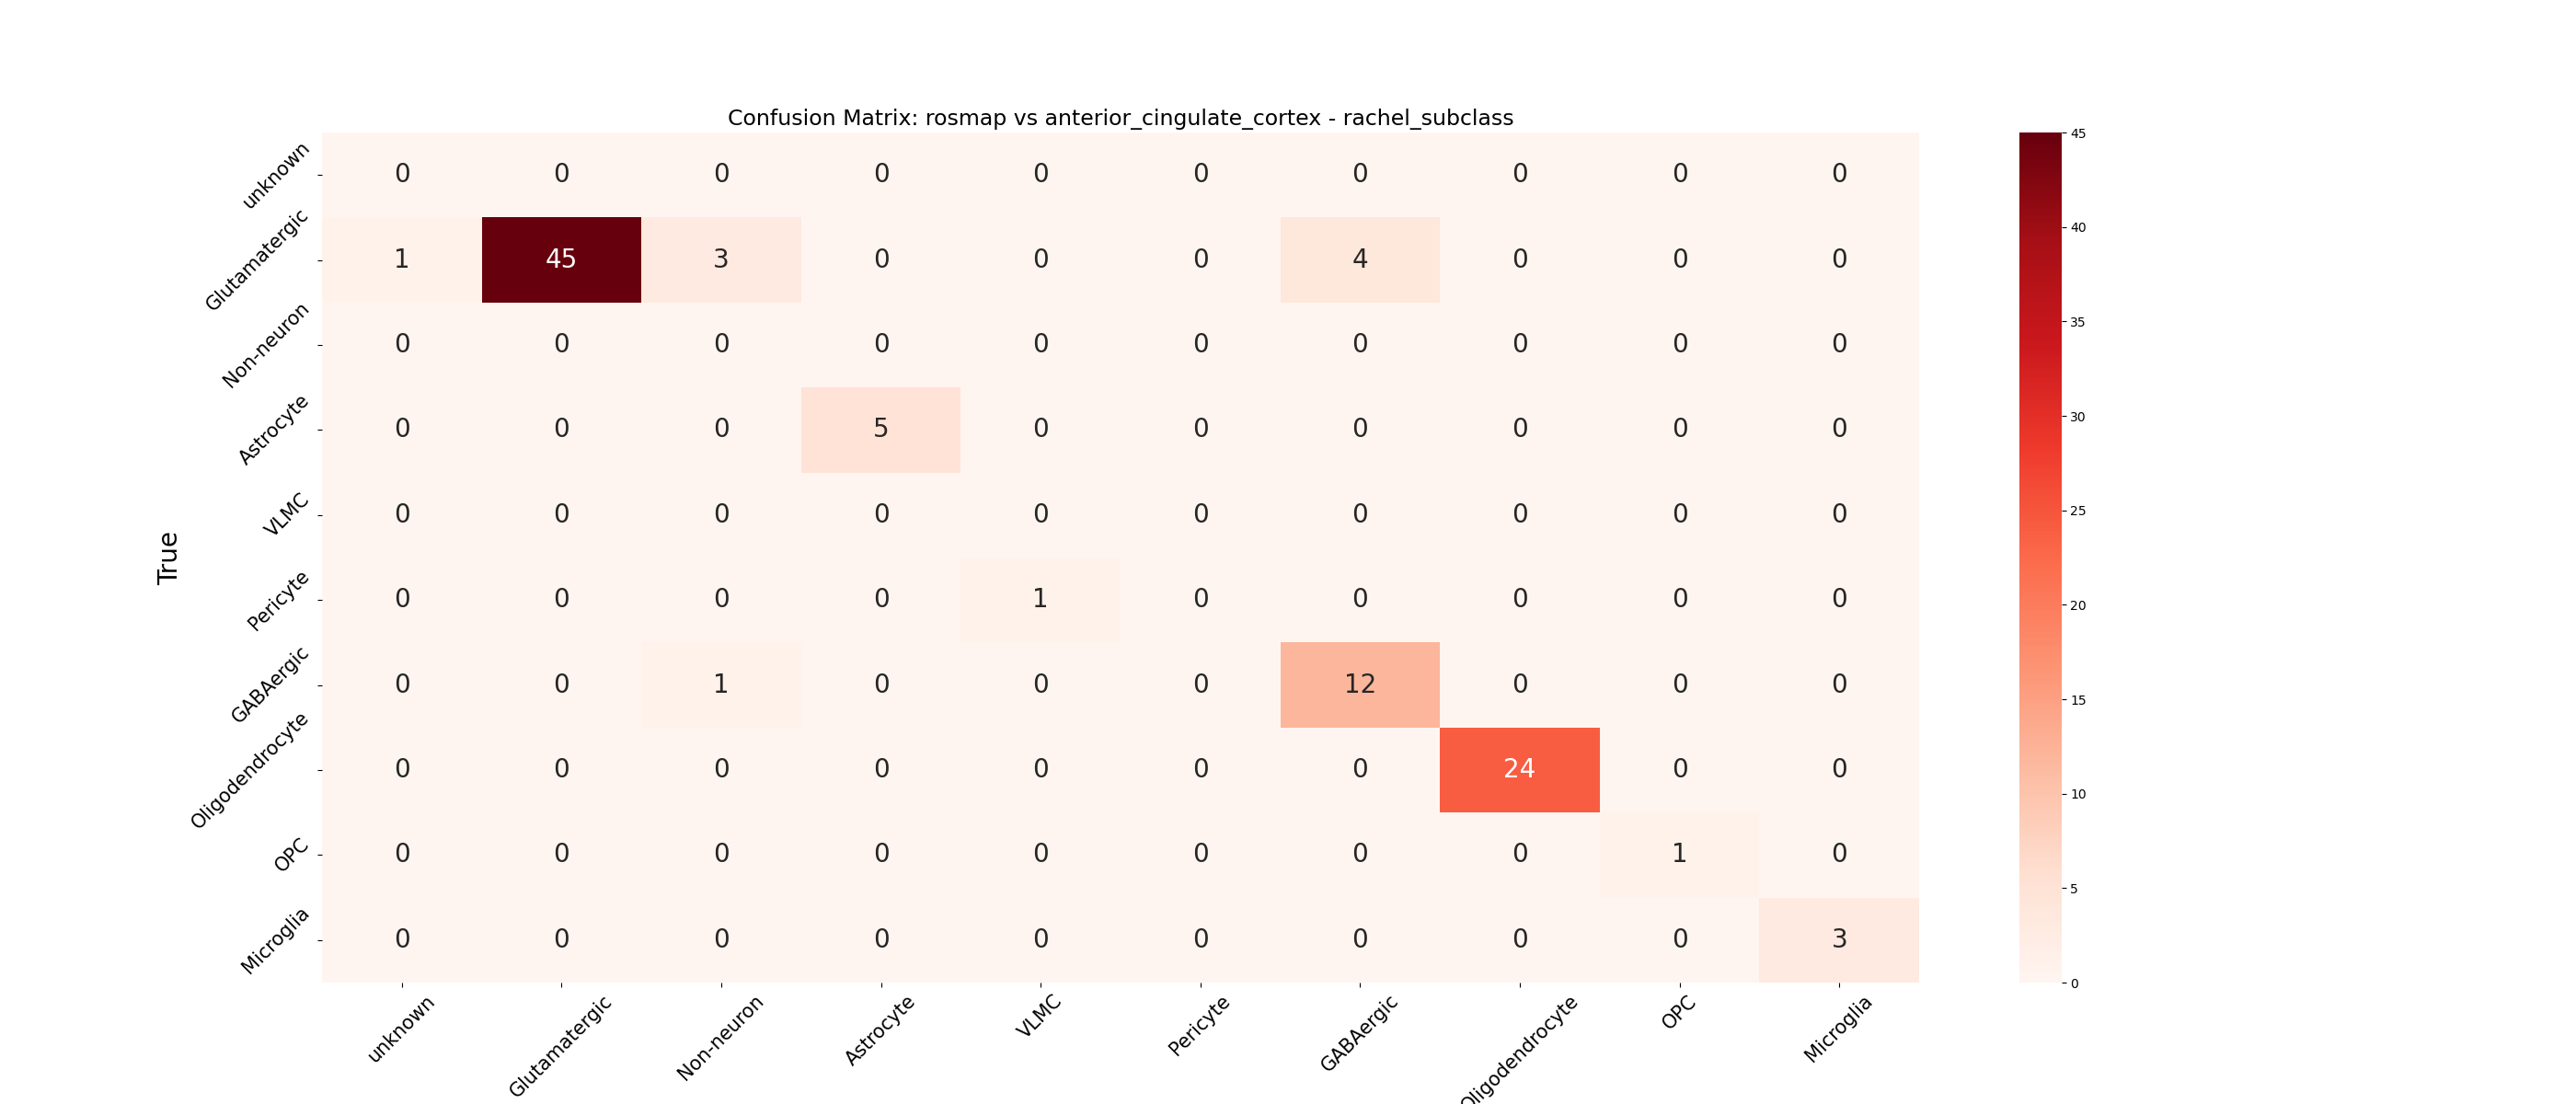 Confusion Matrix: rosmap vs anterior_cingulate_cortex - rachel_subclass
True
unknown 0 0 0 0 0 0 0 0 0 0
Glutamatergic 1 45 3 0 0 0 4 0 0 0
Non-neuron 0 0 0 0 0 0 0 0 0 0
Astrocyte 0 0 0 5 0 0 0 0 0 0
VLMC 0 0 0 0 0 0 0 0 0 0
Pericyte 0 0 0 0 1 0 0 0 0 0
GABAergic 0 0 1 0 0 0 12 0 0 0
Oligodendrocyte 0 0 0 0 0 0 0 24 0 0
OPC 0 0 0 0 0 0 0 0 1 0
Microglia 0 0 0 0 0 0 0 0 0 3
unknown Glutamatergic Non-neuron Astrocyte VLMC Pericyte GABAergic Oligodendrocyte OPC Microglia
45
40
35
30
25
20
15
10
5
0